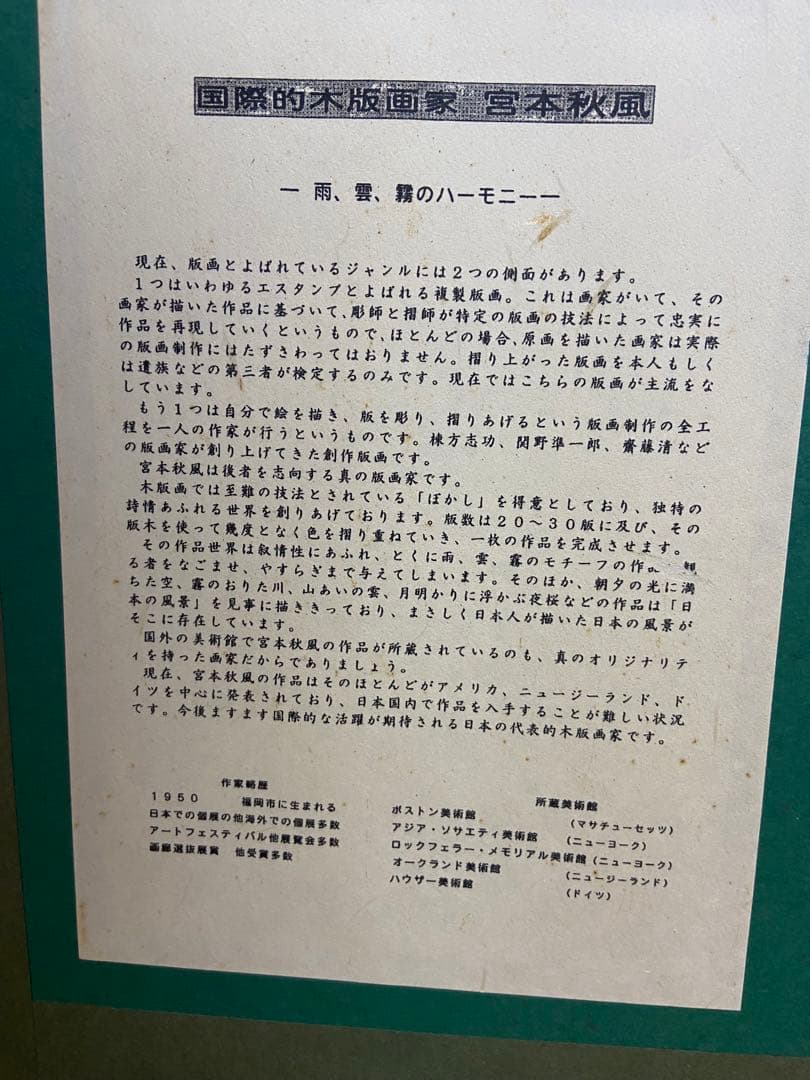 国際的木版画家 宮本秋風
― 雨、雲、霧のハーモニー ―
現在、版画とよばれているジャンルには2つの側面があります。
1つはいわゆるエスタンプとよばれる複製版画。これは画家がいて、その
画家が描いた作品に基づいて、彫師と摺師が特定の版画の技法によって忠実に
作品を再現していくというもので、ほとんどの場合、原画を描いた画家は実際
の版画制作にはたずさわってはおりません。摺り上がった版画を本人もしく
は遺族などの第三者が検定するのみです。現在ではこちらの版画が主流をな
しています。
もう1つは自分で絵を描き、版を彫り、摺りあげるという版画制作の全工
程を一人の作家が行うというものです。棟方志功、関野準一郎、齋藤清など
の版画家が創り上げてきた創作版画です。
宮本秋風は後者を志向する真の版画家です。
木版画では至難の技法とされている「ぼかし」を得意としており、独特の
詩情あふれる世界を創りあげております。版数は20〜30版に及び、その
版木を使って幾度となく色を摺り重ねていき、一枚の作品を完成させます。
その作品世界は叙情性にあふれ、とくに雨、雲、霧のモチーフの作 観
る者をなごませ、やすらぎまで与えてしまいます。そのほか、朝夕の光に満
ちた空、霧のおりた川、山あいの雲、月明かりに浮かぶ夜桜などの作品は「日
本の風景」を見事に描ききっており、まさしく日本人が描いた日本の風景が
そこに存在しています。
国外の美術館で宮本秋風の作品が所蔵されているのも、真のオリジナリテ
ィを持った画家だからでありましょう。
現在、宮本秋風の作品はそのほとんどがアメリカ、ニュージーランド、ド
イツを中心に発表されており、日本国内で作品を入手することが難しい状況
です。今後ますます国際的な活躍が期待される日本の代表的木版画家です。
作家略歴
1950 福岡市に生まれる
日本での個展の他海外での個展多数
アートフェスティバル他展覧会多数
画廊選抜展賞 他受賞多数
所蔵美術館
ボストン美術館 (マサチューセッツ)
アジア・ソサエティ美術館 (ニューヨーク)
ロックフェラー・メモリアル美術館 (ニューヨーク)
オークランド美術館 (ニュージーランド)
ハウザー美術館 (ドイツ)